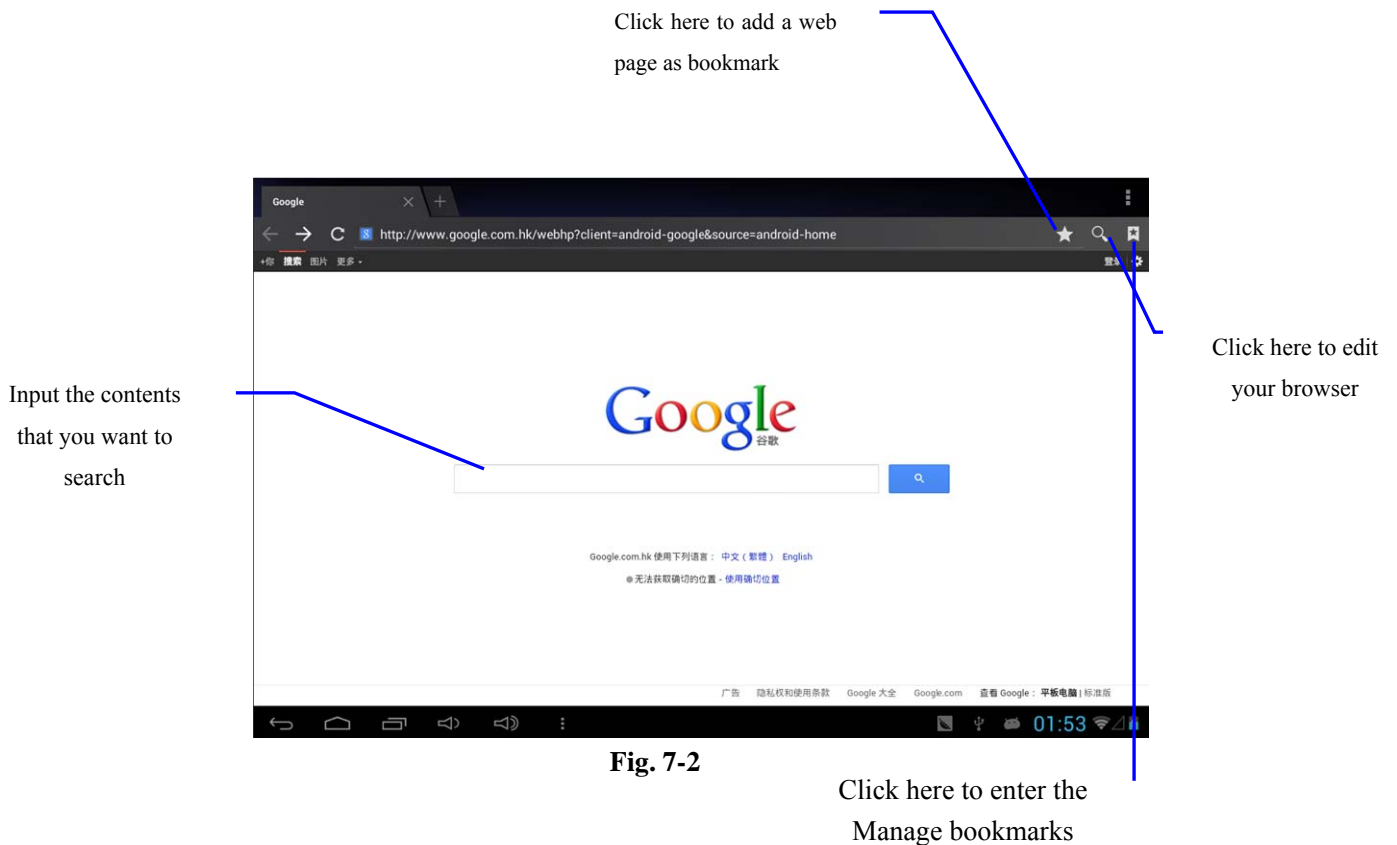 Click here to add a web
page as bookmark
Google
http://www.google.com.hk/webhp?client=android-google&source=android-home
+你 搜索 图片 更多
Click here to edit
your browser
Input the contents
that you want to
search
Google
谷歌
Google.com.hk 使用下列语言： 中文 ( 繁體 ) English
无法获取确切的位置 - 使用确切位置
广告 隐私权和使用条款 Google 大全 Google.com 查看 Google： 平板电脑 | 标准版
01:53
Fig. 7-2
Click here to enter the
Manage bookmarks